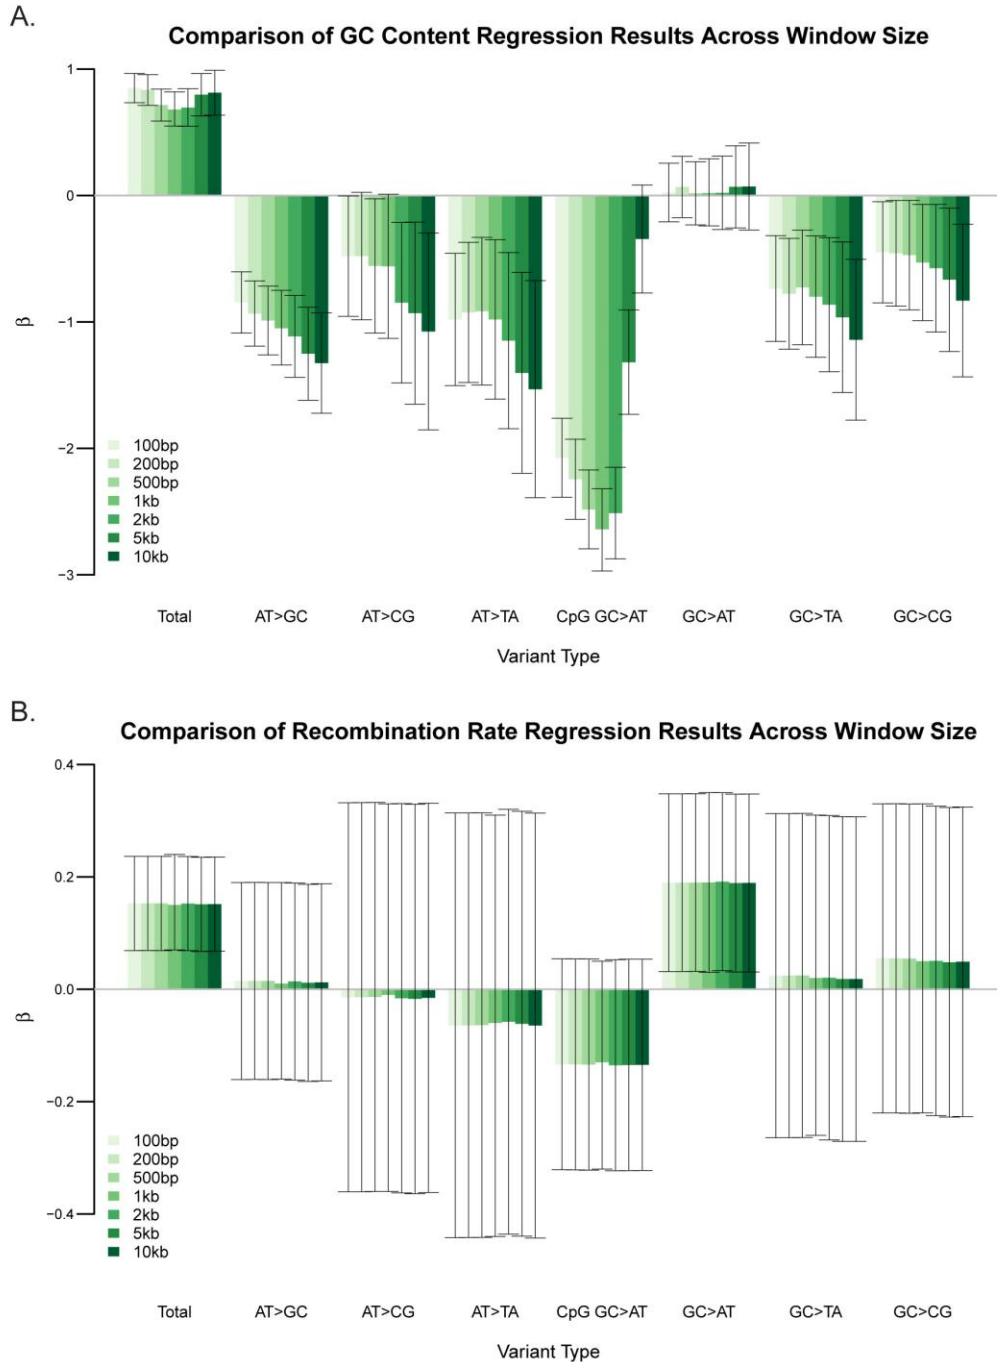 A.
Comparison of GC Content Regression Results Across Window Size
1
0
−1
−2
−3
β
100bp
200bp
500bp
1kb
2kb
5kb
10kb
Total AT>GC AT>CG AT>TA CpG GC>AT GC>AT GC>TA GC>CG
Variant Type
B.
Comparison of Recombination Rate Regression Results Across Window Size
0.4
0.2
0.0
−0.2
−0.4
β
100bp
200bp
500bp
1kb
2kb
5kb
10kb
Total AT>GC AT>CG AT>TA CpG GC>AT GC>AT GC>TA GC>CG
Variant Type